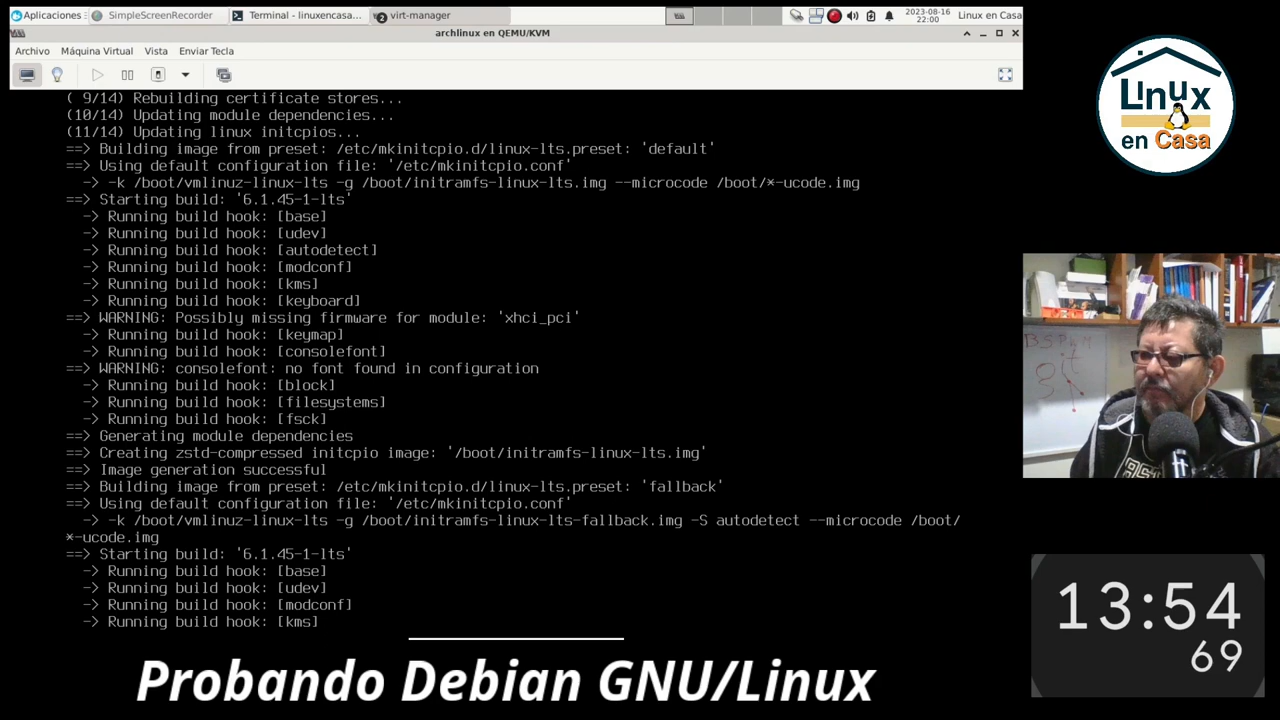 Aplicaciones
SimpleScreenRecorder
Terminal - linuxencasa...
2 virt-manager
2023-08-16
22:00
Linux en Casa
archlinux en QEMU/KVM
Archivo Máquina Virtual Vista Enviar Tecla
( 9/14) Rebuilding certificate stores...
(10/14) Updating module dependencies...
(11/14) Updating linux initcpios...
==> Building image from preset: /etc/mkinitcpio.d/linux-lts.preset: 'default'
==> Using default configuration file: '/etc/mkinitcpio.conf'
-> -k /boot/vmlinuz-linux-lts -g /boot/initramfs-linux-lts.img --microcode /boot/*-ucode.img
==> Starting build: '6.1.45-1-lts'
-> Running build hook: [base]
-> Running build hook: [udev]
-> Running build hook: [autodetect]
-> Running build hook: [modconf]
-> Running build hook: [kms]
-> Running build hook: [keyboard]
==> WARNING: Possibly missing firmware for module: 'xhci_pci'
-> Running build hook: [keymap]
-> Running build hook: [consolefont]
==> WARNING: consolefont: no font found in configuration
-> Running build hook: [block]
-> Running build hook: [filesystems]
-> Running build hook: [fsck]
==> Generating module dependencies
==> Creating zstd-compressed initcpio image: '/boot/initramfs-linux-lts.img'
==> Image generation successful
==> Building image from preset: /etc/mkinitcpio.d/linux-lts.preset: 'fallback'
==> Using default configuration file: '/etc/mkinitcpio.conf'
-> -k /boot/vmlinuz-linux-lts -g /boot/initramfs-linux-lts-fallback.img -S autodetect --microcode /boot/
*-ucode.img
==> Starting build: '6.1.45-1-lts'
-> Running build hook: [base]
-> Running build hook: [udev]
-> Running build hook: [modconf]
-> Running build hook: [kms]
Linux
en Casa
13:54
69
Probando Debian GNU/Linux